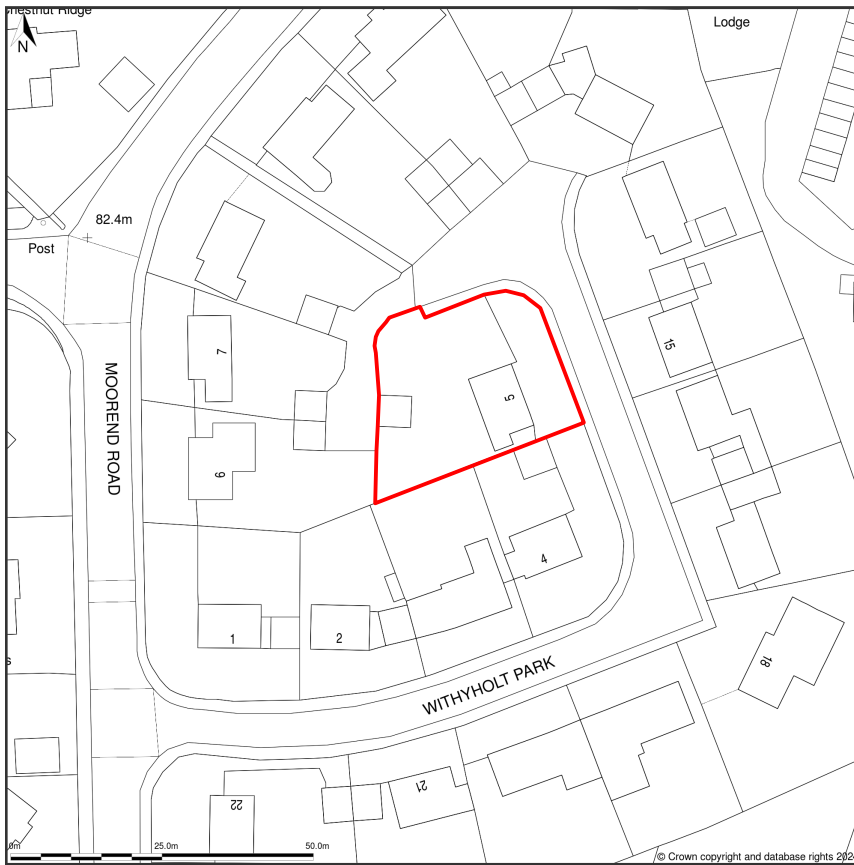 Chestnut Ridge
N
Lodge
82.4m
Post
7
15
MOOREND ROAD
5
9
4
1
2
WITHYHOLT PARK
18
21
22
25.0m
50.0m
© Crown copyright and database rights